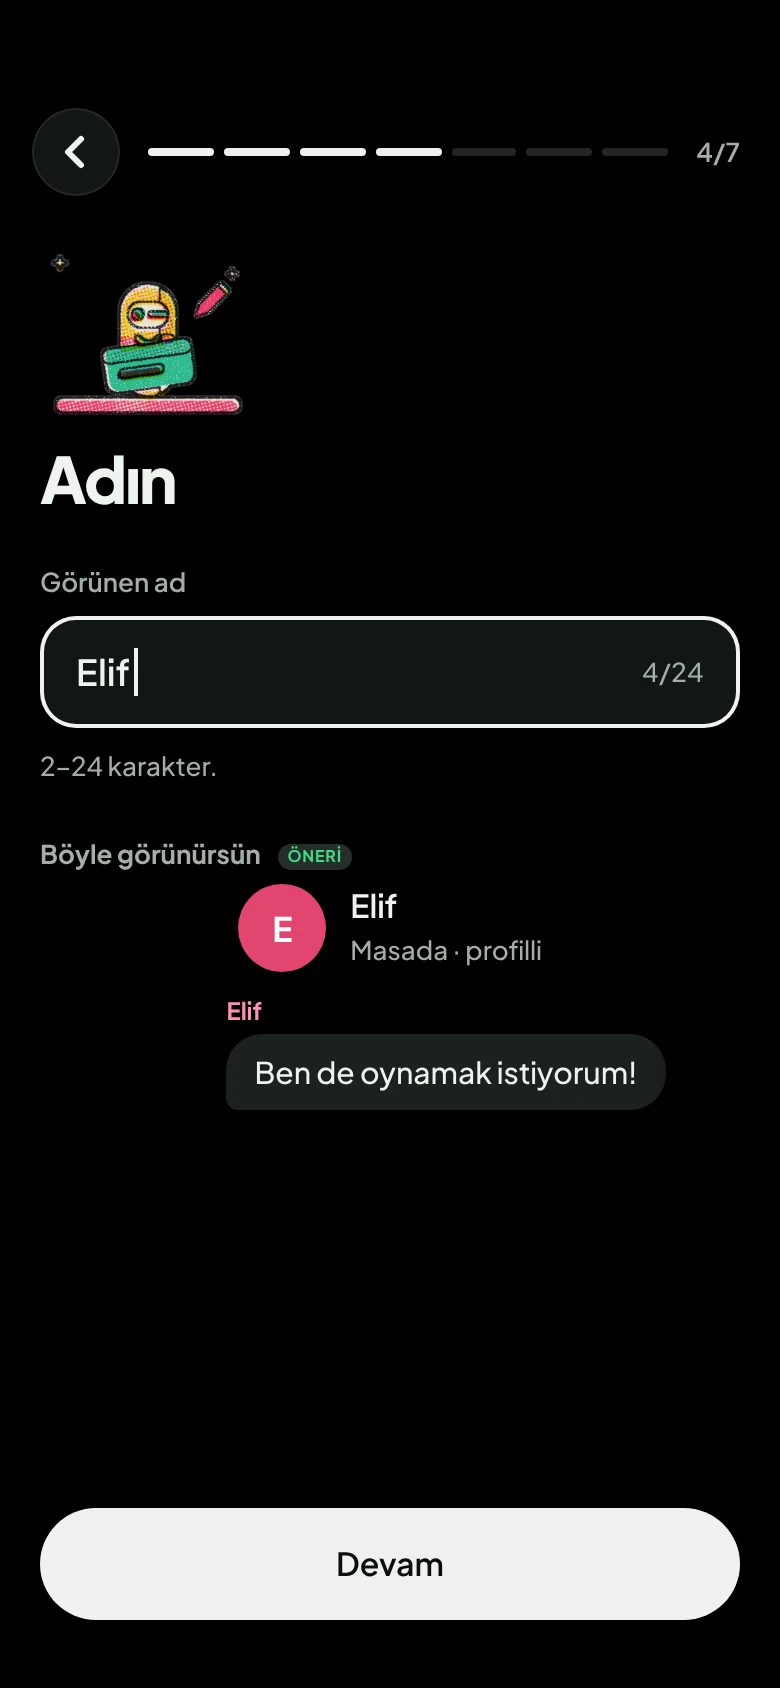 4/7
Adın
Görünen ad
Elif
4/24
2–24 karakter.
Böyle görünürsün
ÖNERİ
E
Elif
Masada · profilli
Elif
Ben de oynamak istiyorum!
Devam